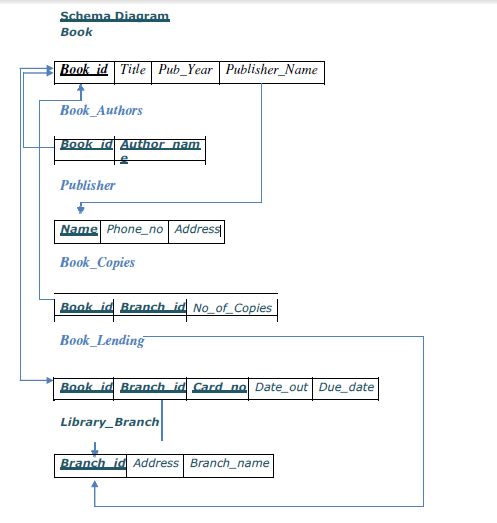 Schema Diagram
Book
Book_id Title Pub_Year Publisher_Name
Book_Authors
Book_id Author_nam
e
Publisher
Name Phone_no Address
Book_Copies
Book_id Branch_id No_of_Copies
Book_Lending
Book_id Branch_id Card_no Date_out Due_date
Library_Branch
Branch_id Address Branch_name